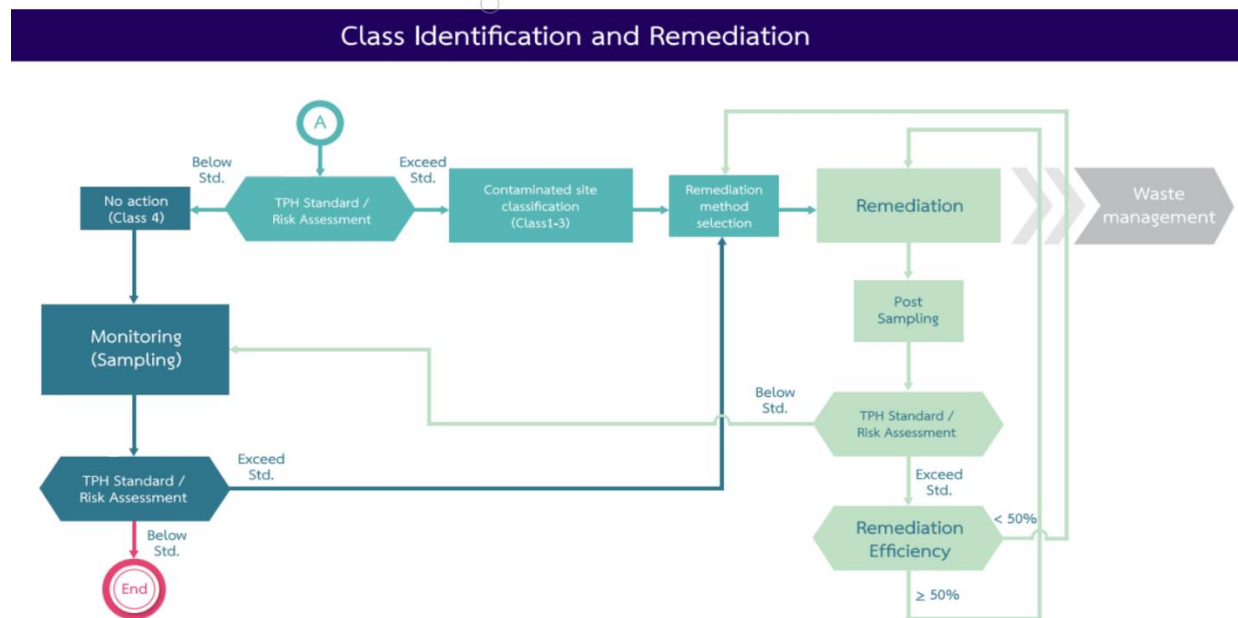 Class Identification and Remediation
A
Below
Std.
Exceed
Std.
No action
(Class 4)
TPH Standard /
Risk Assessment
Contaminated site
classification
(Class1-3)
Remediation
method
selection
Remediation
Waste
management
Post
Sampling
Monitoring
(Sampling)
Below
Std.
TPH Standard /
Risk Assessment
Exceed
Std.
TPH Standard /
Risk Assessment
Exceed
Std.
Remediation
Efficiency
< 50%
≥ 50%
Below
Std.
End